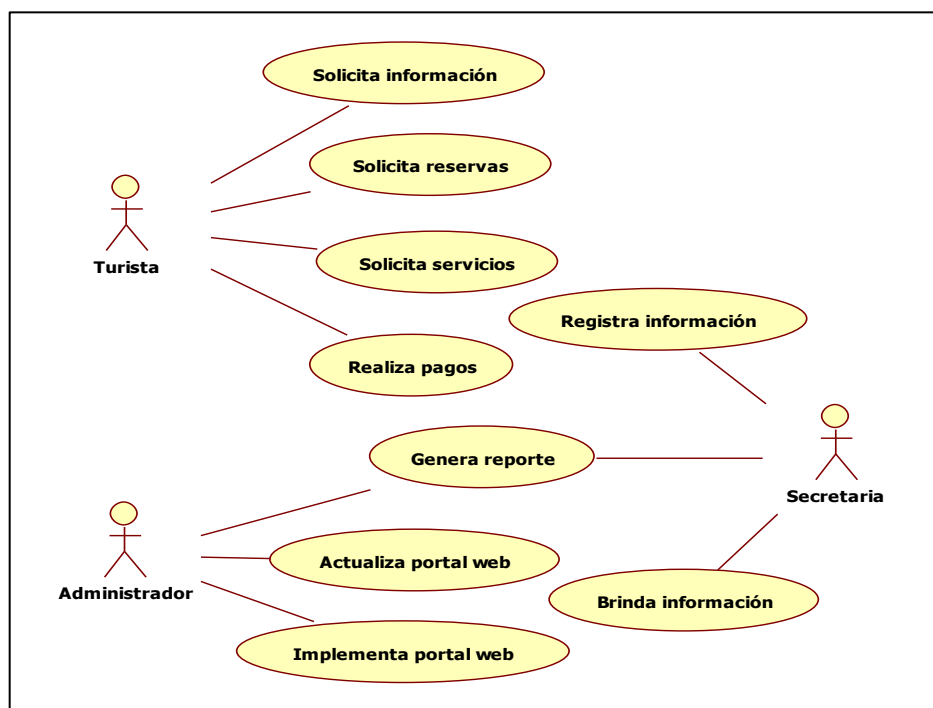 Solicita información
Solicita reservas
Turista
Solicita servicios
Registra información
Realiza pagos
Genera reporte
Secretaria
Actualiza portal web
Administrador
Brinda información
Implementa portal web